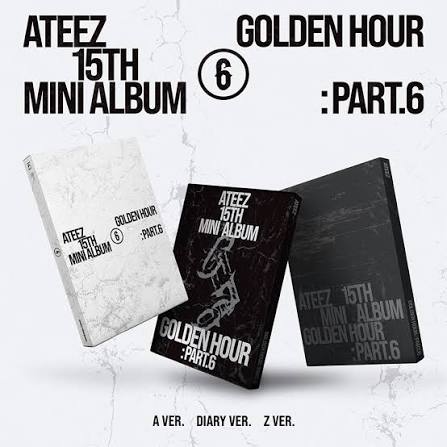 ATEEZ
15TH
MINI ALBUM
6
GOLDEN HOUR
:PART.6
ATEEZ
15TH
MINI ALBUM
6
GOLDEN HOUR
:PART.6
ATEEZ
15TH
MINI ALBUM
GOLDEN HOUR
:PART.6
ATEEZ 15TH
MINI ALBUM
GOLDEN HOUR
:PART.6
A VER. DIARY VER. Z VER.